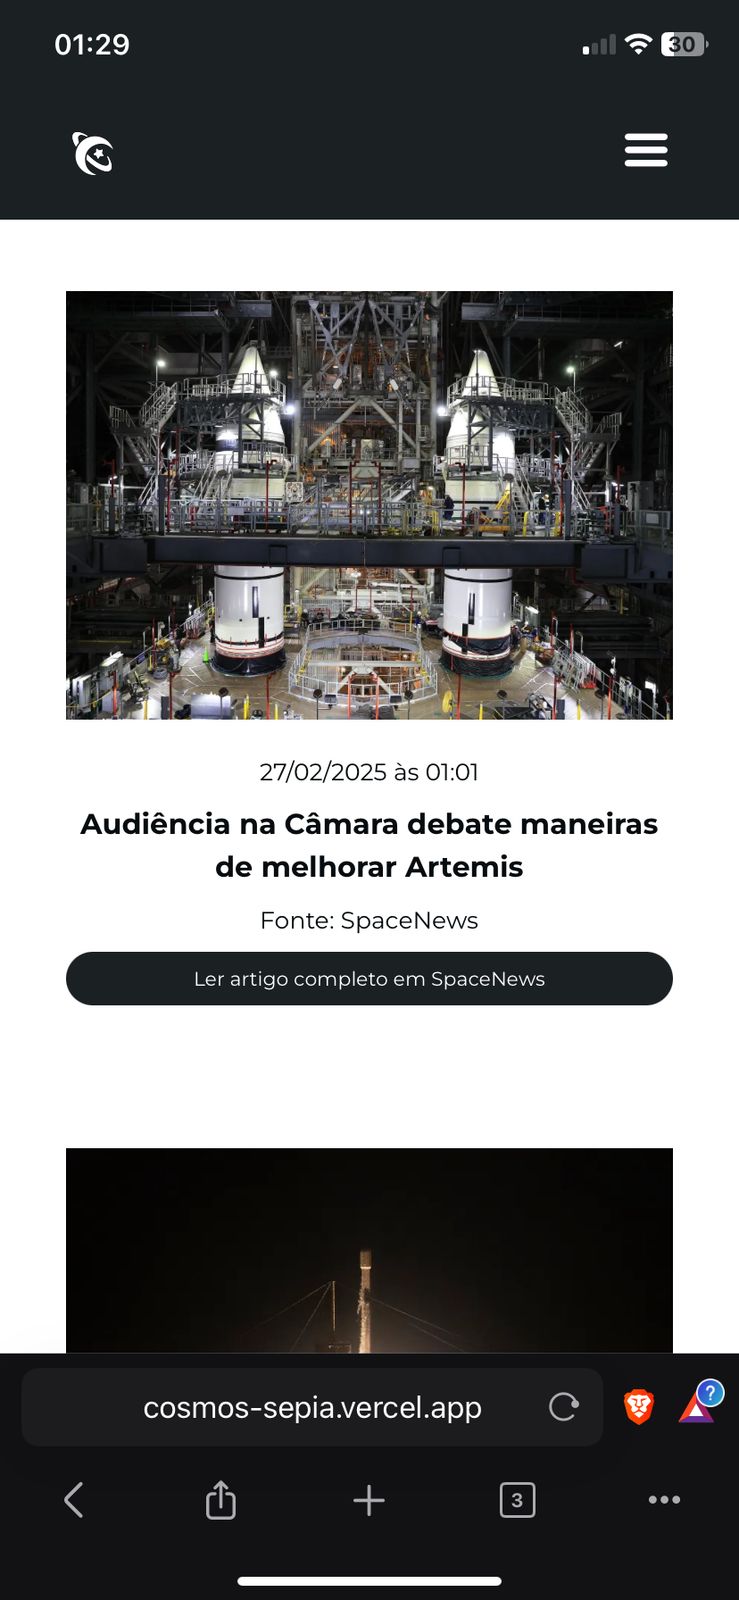 01:29
30
27/02/2025 às 01:01
Audiência na Câmara debate maneiras
de melhorar Artemis
Fonte: SpaceNews
Ler artigo completo em SpaceNews
cosmos-sepia.vercel.app
?
3